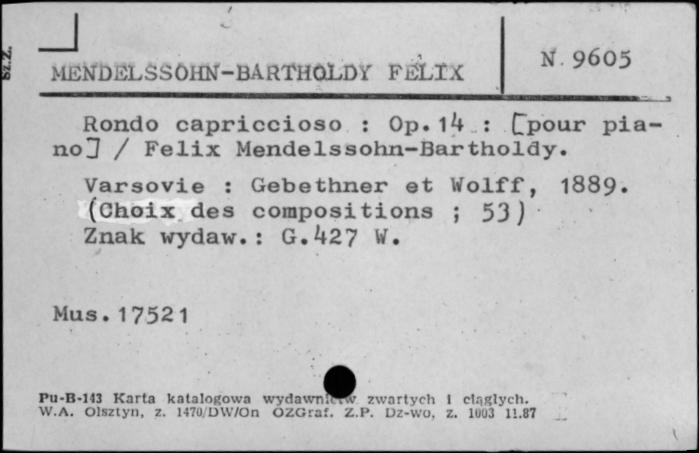 Sz.Z.
MENDELSSOHN-BARTHOLDY FELIX
N. 9605
Rondo capriccioso : Op.14 : [pour pia-
no] / Felix Mendelssohn-Bartholdy.
Varsovie : Gebethner et Wolff, 1889.
(Choix des compositions ; 53)
Znak wydaw.: G.427 W.
Mus.17521
Pu-B-143 Karta katalogowa wydawnictw zwartych i ciągłych.
W.A. Olsztyn, z. 1470/DW/On OZGraf. Z.P. Dz-wo, z. 1003 11.87